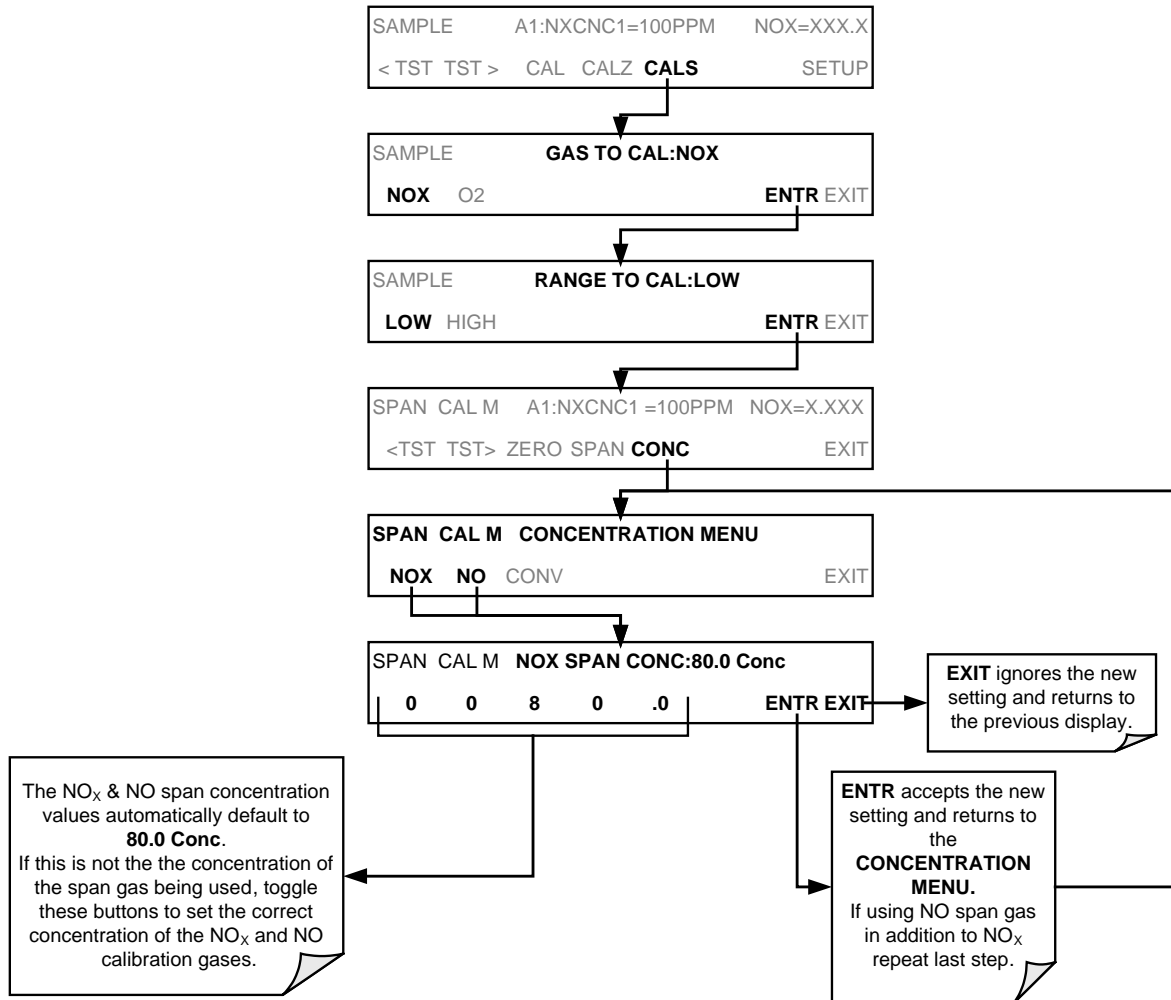 SAMPLE A1:NXCNC1=100PPM NOX=XXX.X
< TST TST > CAL CALZ CALS SETUP
SAMPLE GAS TO CAL:NOX
NOX O2 ENTR EXIT
SAMPLE RANGE TO CAL:LOW
LOW HIGH ENTR EXIT
SPAN CAL M A1:NXCNC1 =100PPM NOX=X.XXX
<TST TST> ZERO SPAN CONC EXIT
SPAN CAL M CONCENTRATION MENU
NOX NO CONV EXIT
SPAN CAL M NOX SPAN CONC:80.0 Conc
0 0 8 0 .0 ENTR EXIT
EXIT ignores the new
setting and returns to
the previous display.
The NOX & NO span concentration
values automatically default to
80.0 Conc.
If this is not the the concentration of
the span gas being used, toggle
these buttons to set the correct
concentration of the NOX and NO
calibration gases.
ENTR accepts the new
setting and returns to
the
CONCENTRATION
MENU.
If using NO span gas
in addition to NOX
repeat last step.